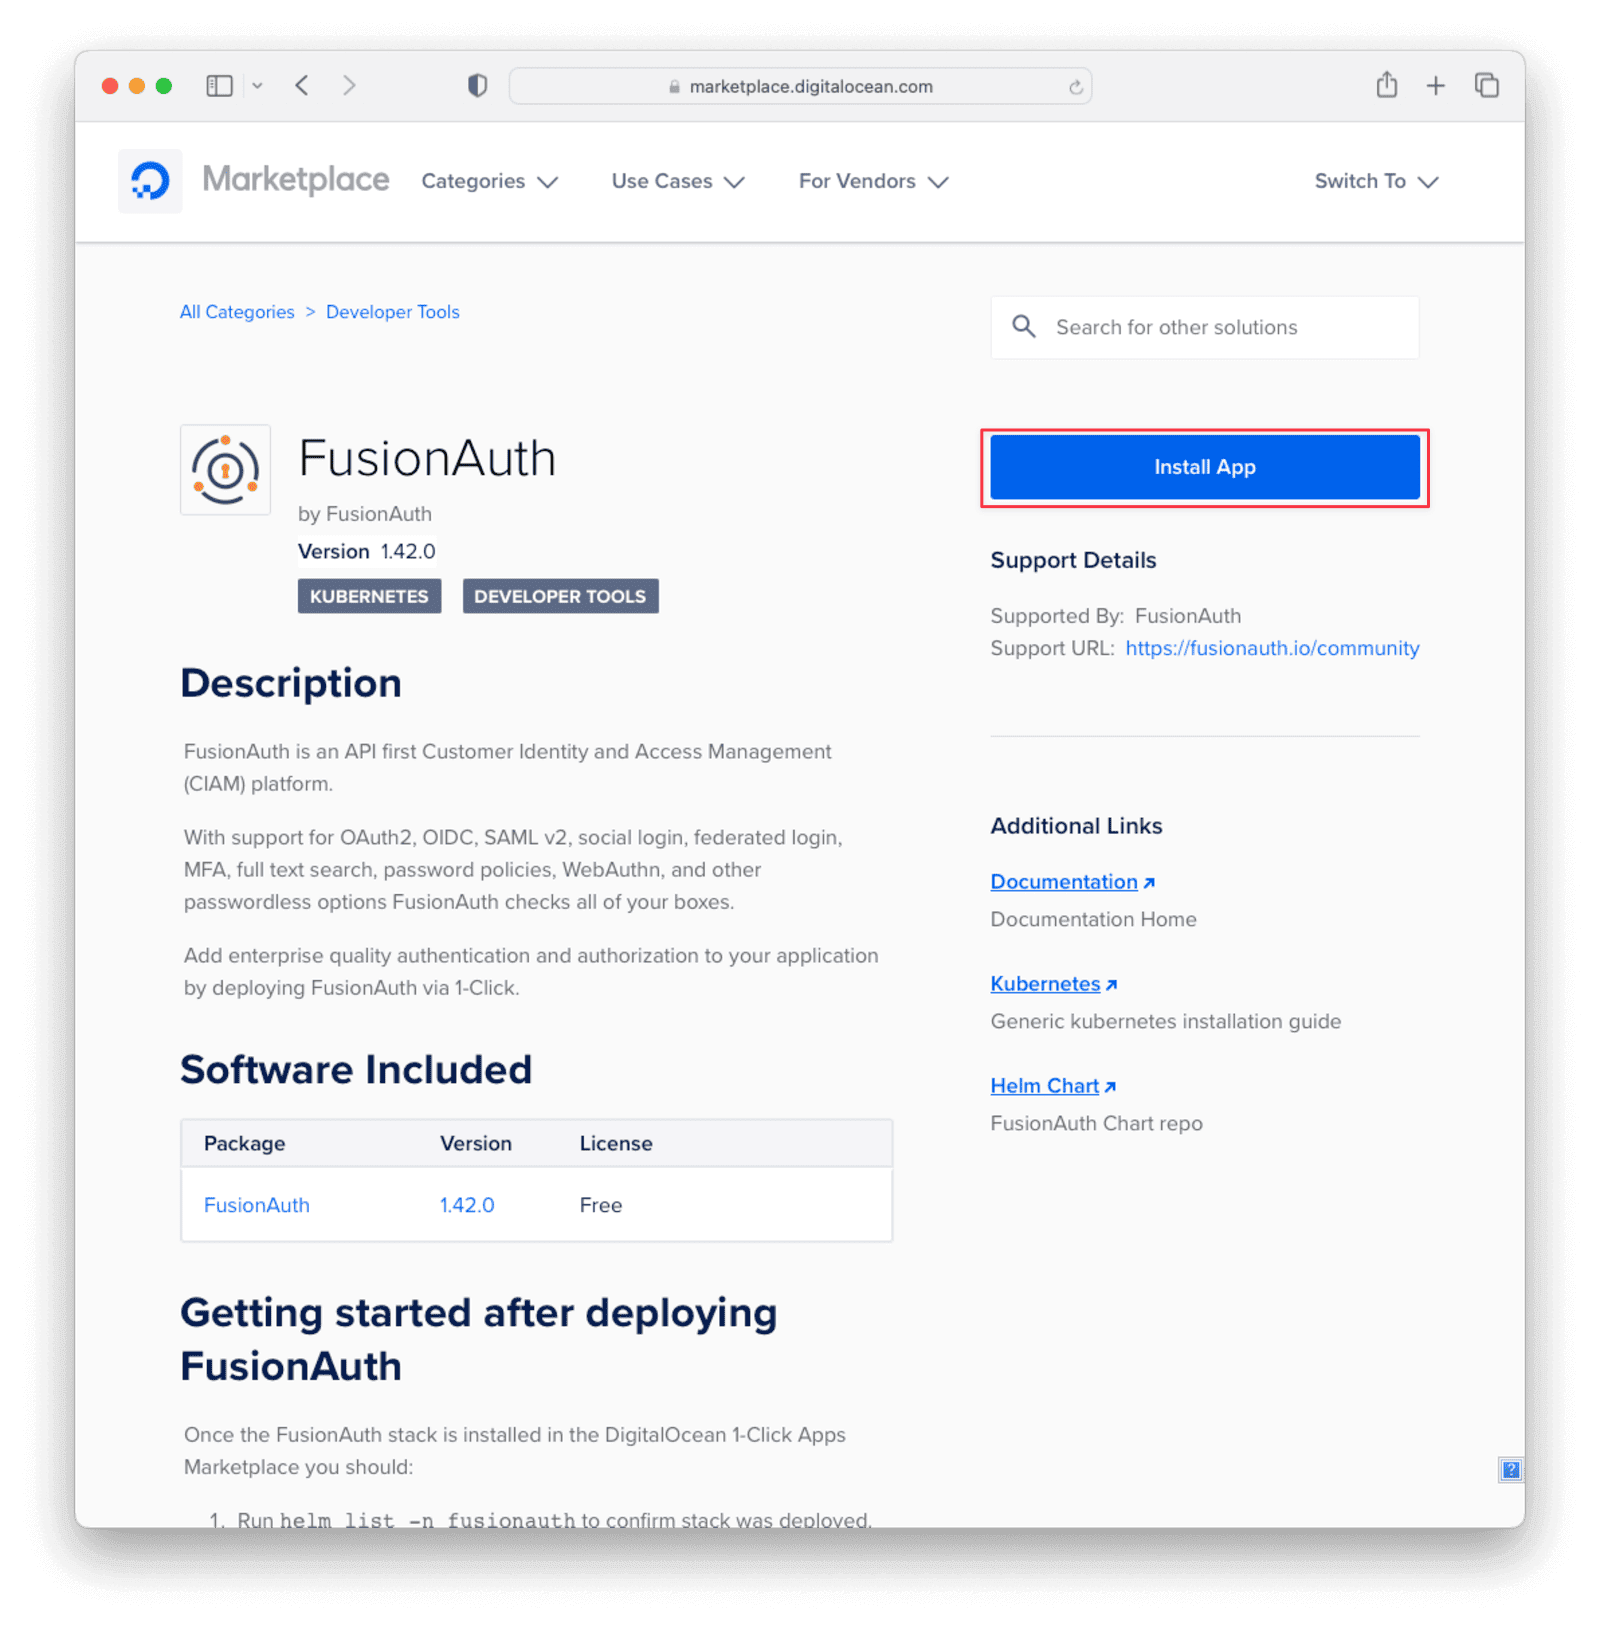 marketplace.digitalocean.com
Marketplace
Categories
Use Cases
For Vendors
Switch To
All Categories > Developer Tools
Search for other solutions
FusionAuth
by FusionAuth
Version 1.42.0
KUBERNETES
DEVELOPER TOOLS
Install App
Support Details
Supported By: FusionAuth
Support URL: https://fusionauth.io/community
Description
FusionAuth is an API first Customer Identity and Access Management
(CIAM) platform.
With support for OAuth2, OIDC, SAML v2, social login, federated login,
MFA, full text search, password policies, WebAuthn, and other
passwordless options FusionAuth checks all of your boxes.
Add enterprise quality authentication and authorization to your application
by deploying FusionAuth via 1-Click.
Additional Links
Documentation
Documentation Home
Kubernetes
Generic kubernetes installation guide
Helm Chart
FusionAuth Chart repo
Software Included
Package Version License
FusionAuth 1.42.0 Free
Getting started after deploying
FusionAuth
Once the FusionAuth stack is installed in the DigitalOcean 1-Click Apps
Marketplace you should:
1. Run helm list -n fusionauth to confirm stack was deployed.
?